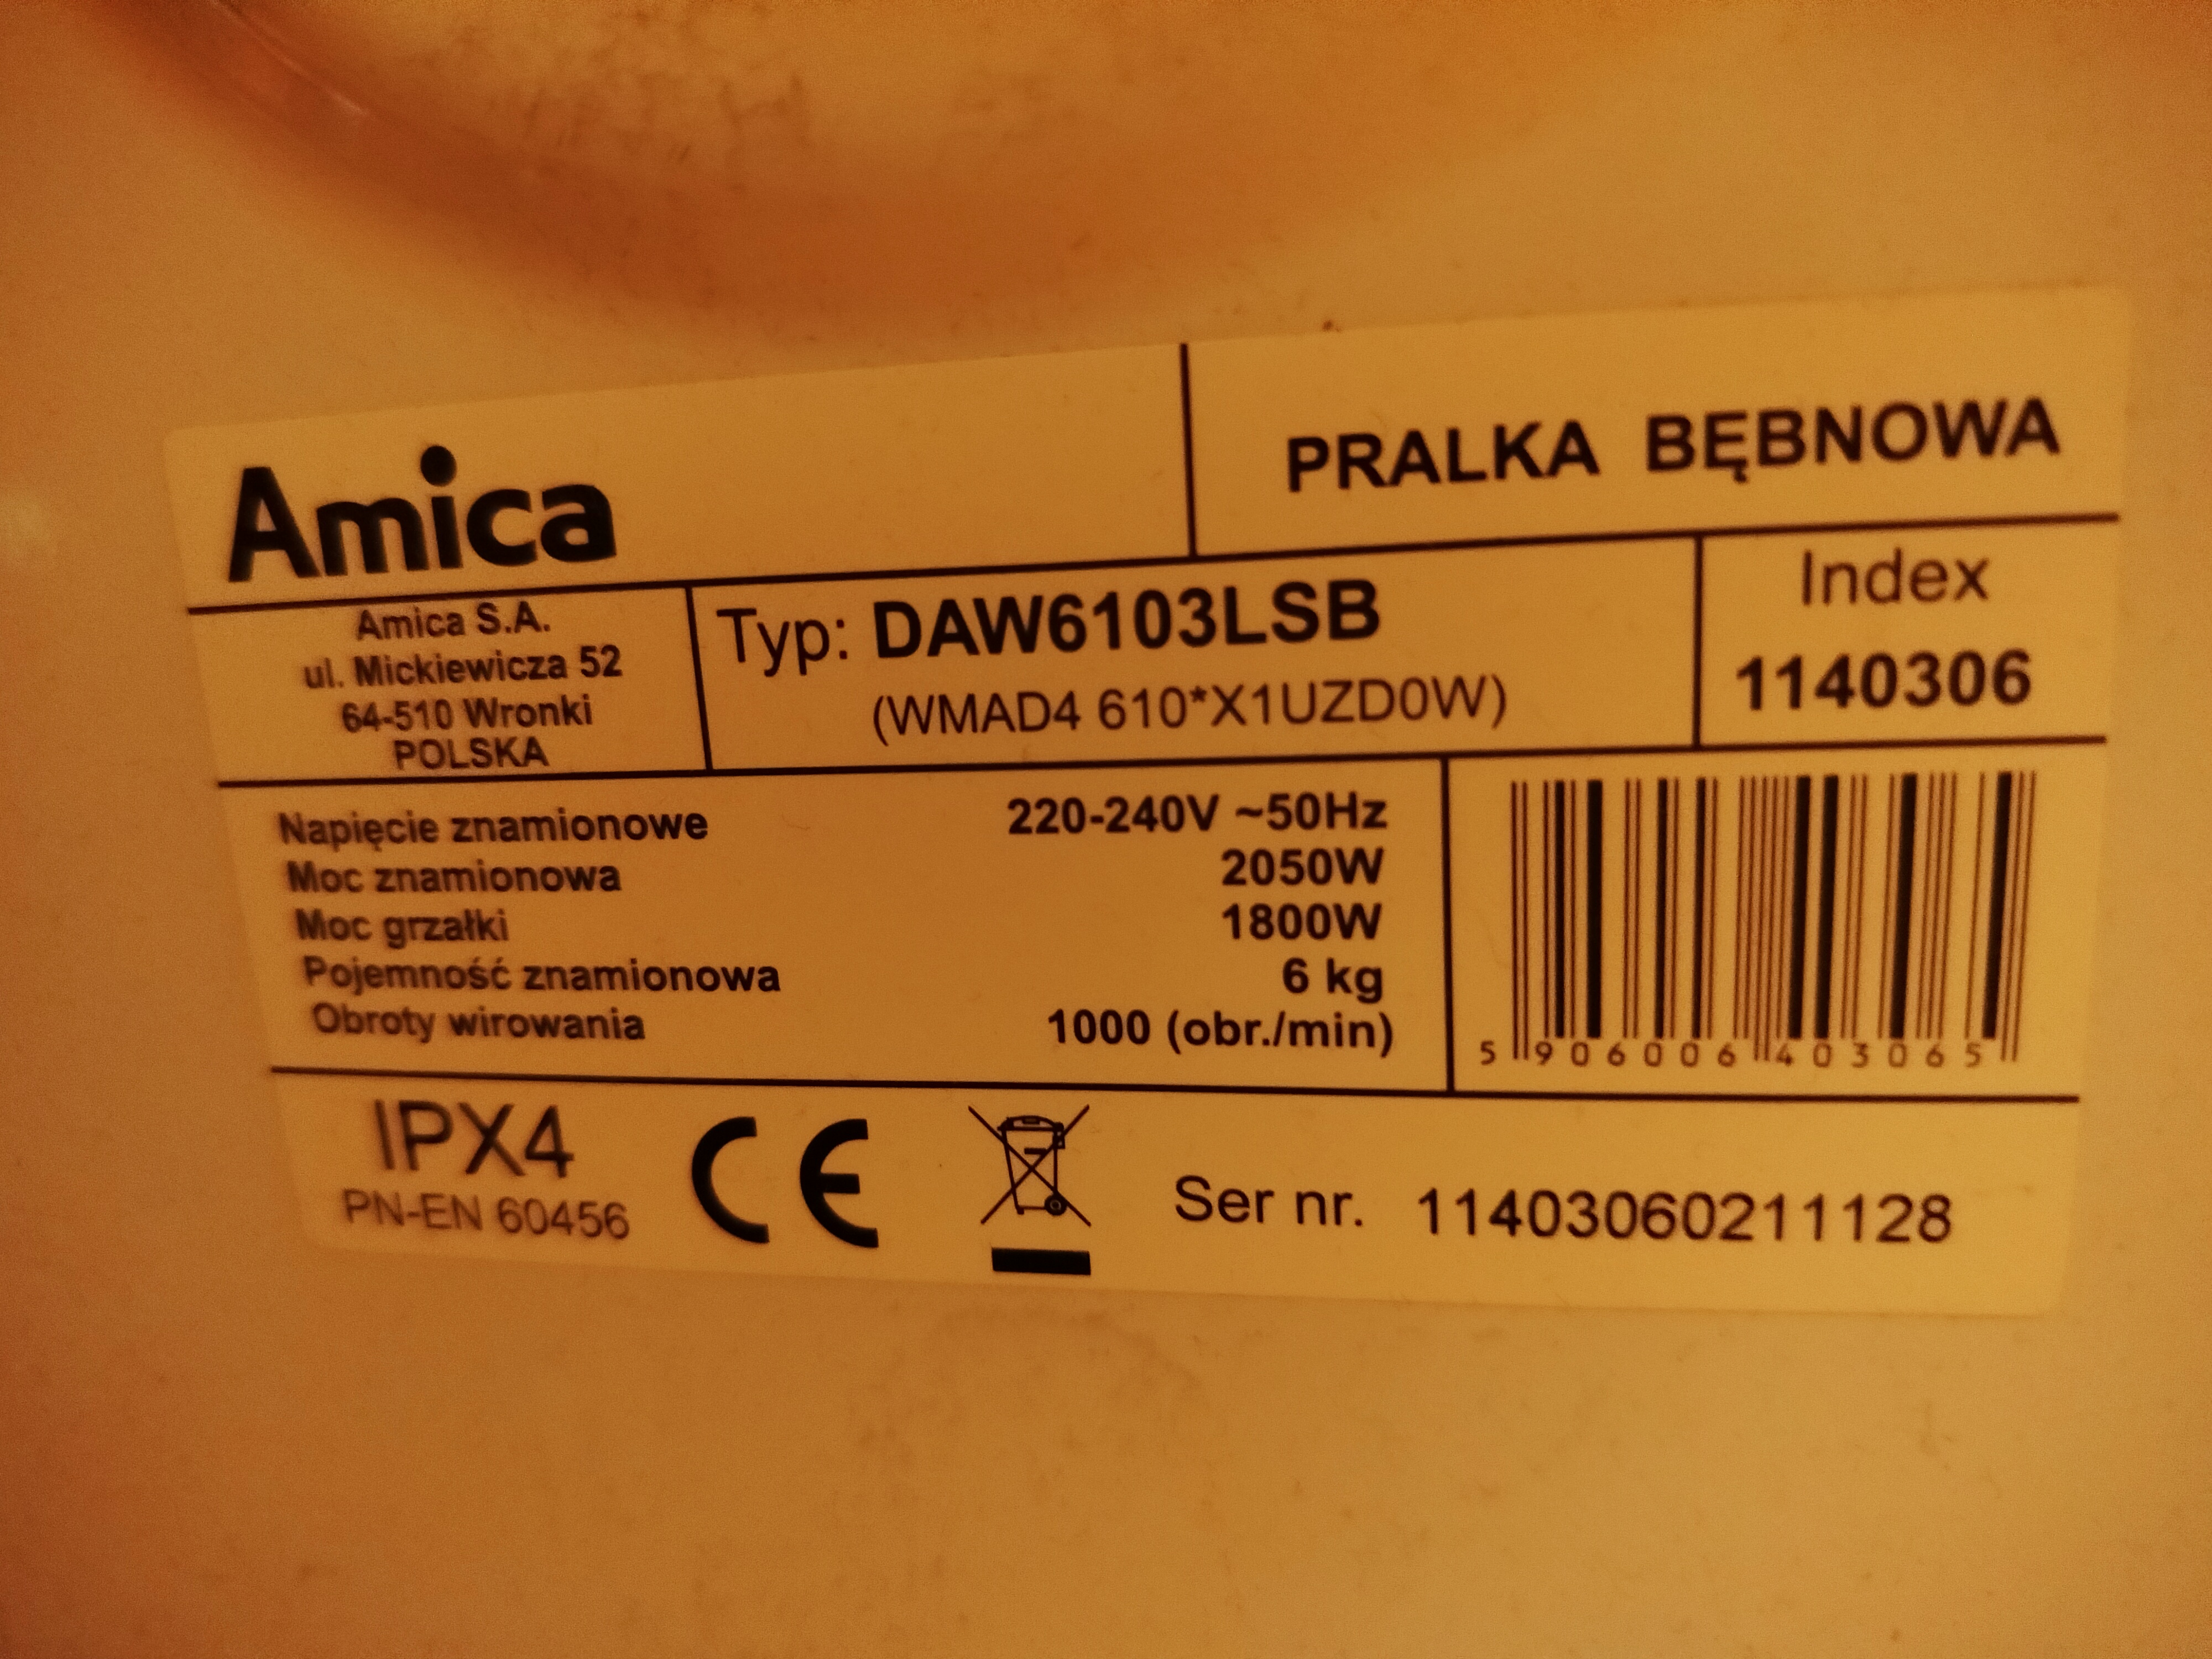 Amica
PRALKA BĘBNOWA
Amica S.A.
ul. Mickiewicza 52
64-510 Wronki
POLSKA
Typ: DAW6103LSB
(WMAD4 610*X1UZD0W)
Index
1140306
Napięcie znamionowe 220-240V ~50Hz
Moc znamionowa 2050W
Moc grzałki 1800W
Pojemność znamionowa 6 kg
Obroty wirowania 1000 (obr./min)
5 906006 403065
IPX4
PN-EN 60456
CE
Ser nr. 11403060211128